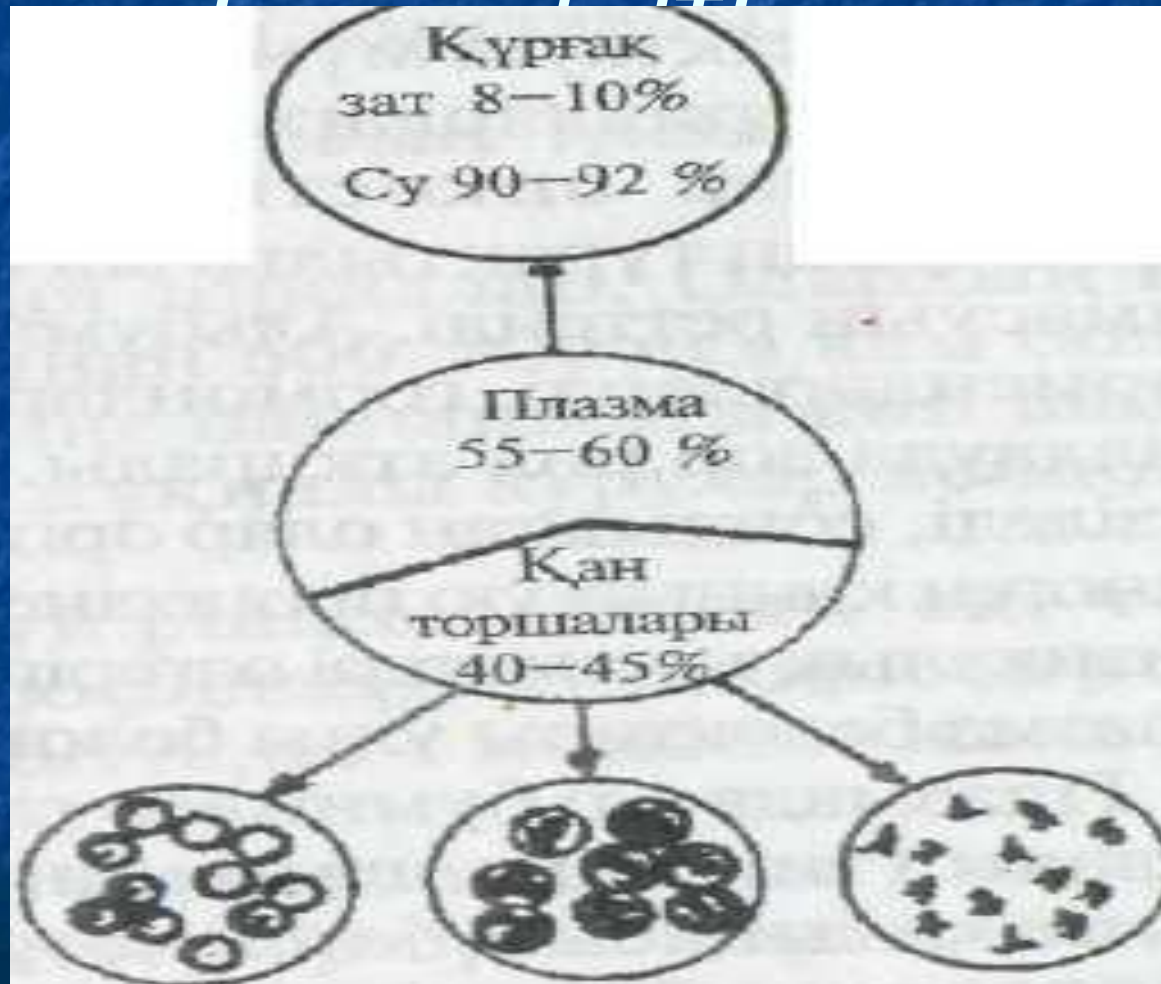 Құрғақ
зат 8—10%
Су 90—92 %
Плазма
55—60 %
Қан
торшалары
40—45%